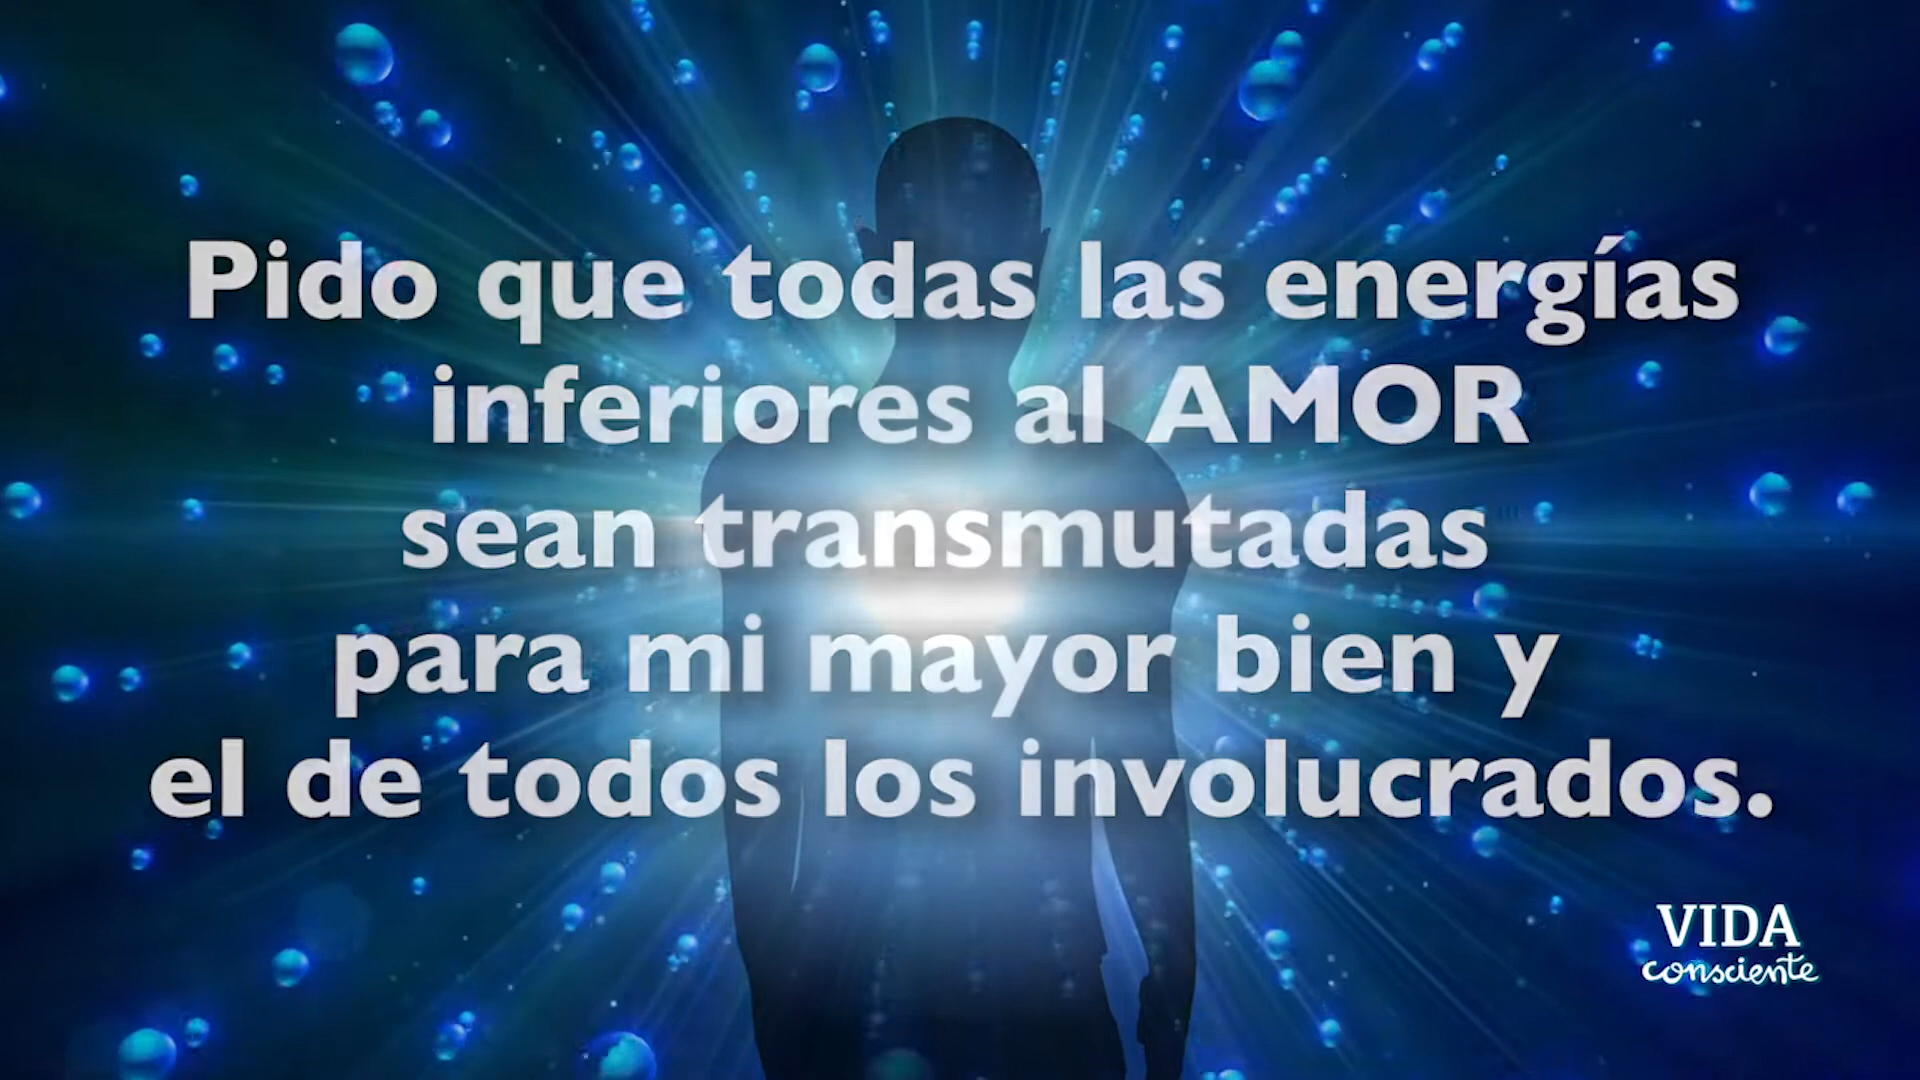 Pido que todas las energías
inferiores al AMOR
sean transmutadas
para mi mayor bien y
el de todos los involucrados.
VIDA
consciente